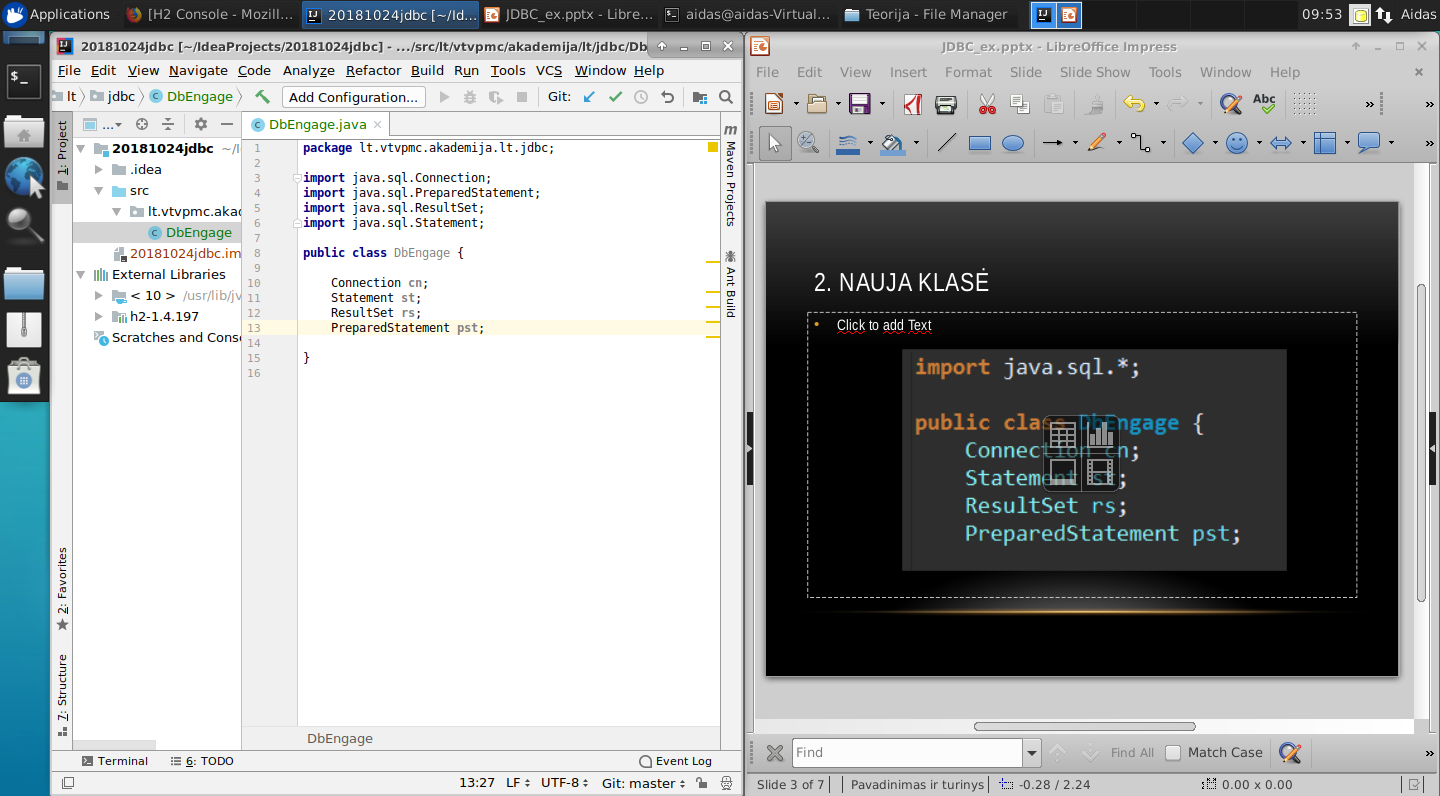 Applications
[H2 Console - Mozill...
20181024jdbc [~/Id...
JDBC_ex.pptx - Libre...
aidas@aidas-Virtual...
Teorija - File Manager
09:53
Aidas
20181024jdbc [~/IdeaProjects/20181024jdbc] - .../src/lt/vtvpmc/akademija/lt/jdbc/Db
File Edit View Navigate Code Analyze Refactor Build Run Tools VCS Window Help
lt jdbc DbEngage Add Configuration... Git:
1: Project
...
DbEngage.java
20181024jdbc ~/I
.idea
src
lt.vtvpmc.akad
DbEngage
20181024jdbc.im
External Libraries
< 10 > /usr/lib/jv
h2-1.4.197
Scratches and Cons
2: Favorites
7: Structure
1 package lt.vtvpmc.akademija.lt.jdbc;
2
3 import java.sql.Connection;
4 import java.sql.PreparedStatement;
5 import java.sql.ResultSet;
6 import java.sql.Statement;
7
8 public class DbEngage {
9
10 Connection cn;
11 Statement st;
12 ResultSet rs;
13 PreparedStatement pst;
14
15 }
16
Maven Projects
Ant Build
DbEngage
Terminal 6: TODO Event Log
13:27 LF UTF-8 Git: master
JDBC_ex.pptx - LibreOffice Impress
File Edit View Insert Format Slide Slide Show Tools Window Help
Abc
2. NAUJA KLASĖ
Click to add Text
import java.sql.*;
public class DbEngage {
Connection cn;
Statement st;
ResultSet rs;
PreparedStatement pst;
Find Find All Match Case
Slide 3 of 7 Pavadinimas ir turinys -0.28 / 2.24 0.00 x 0.00